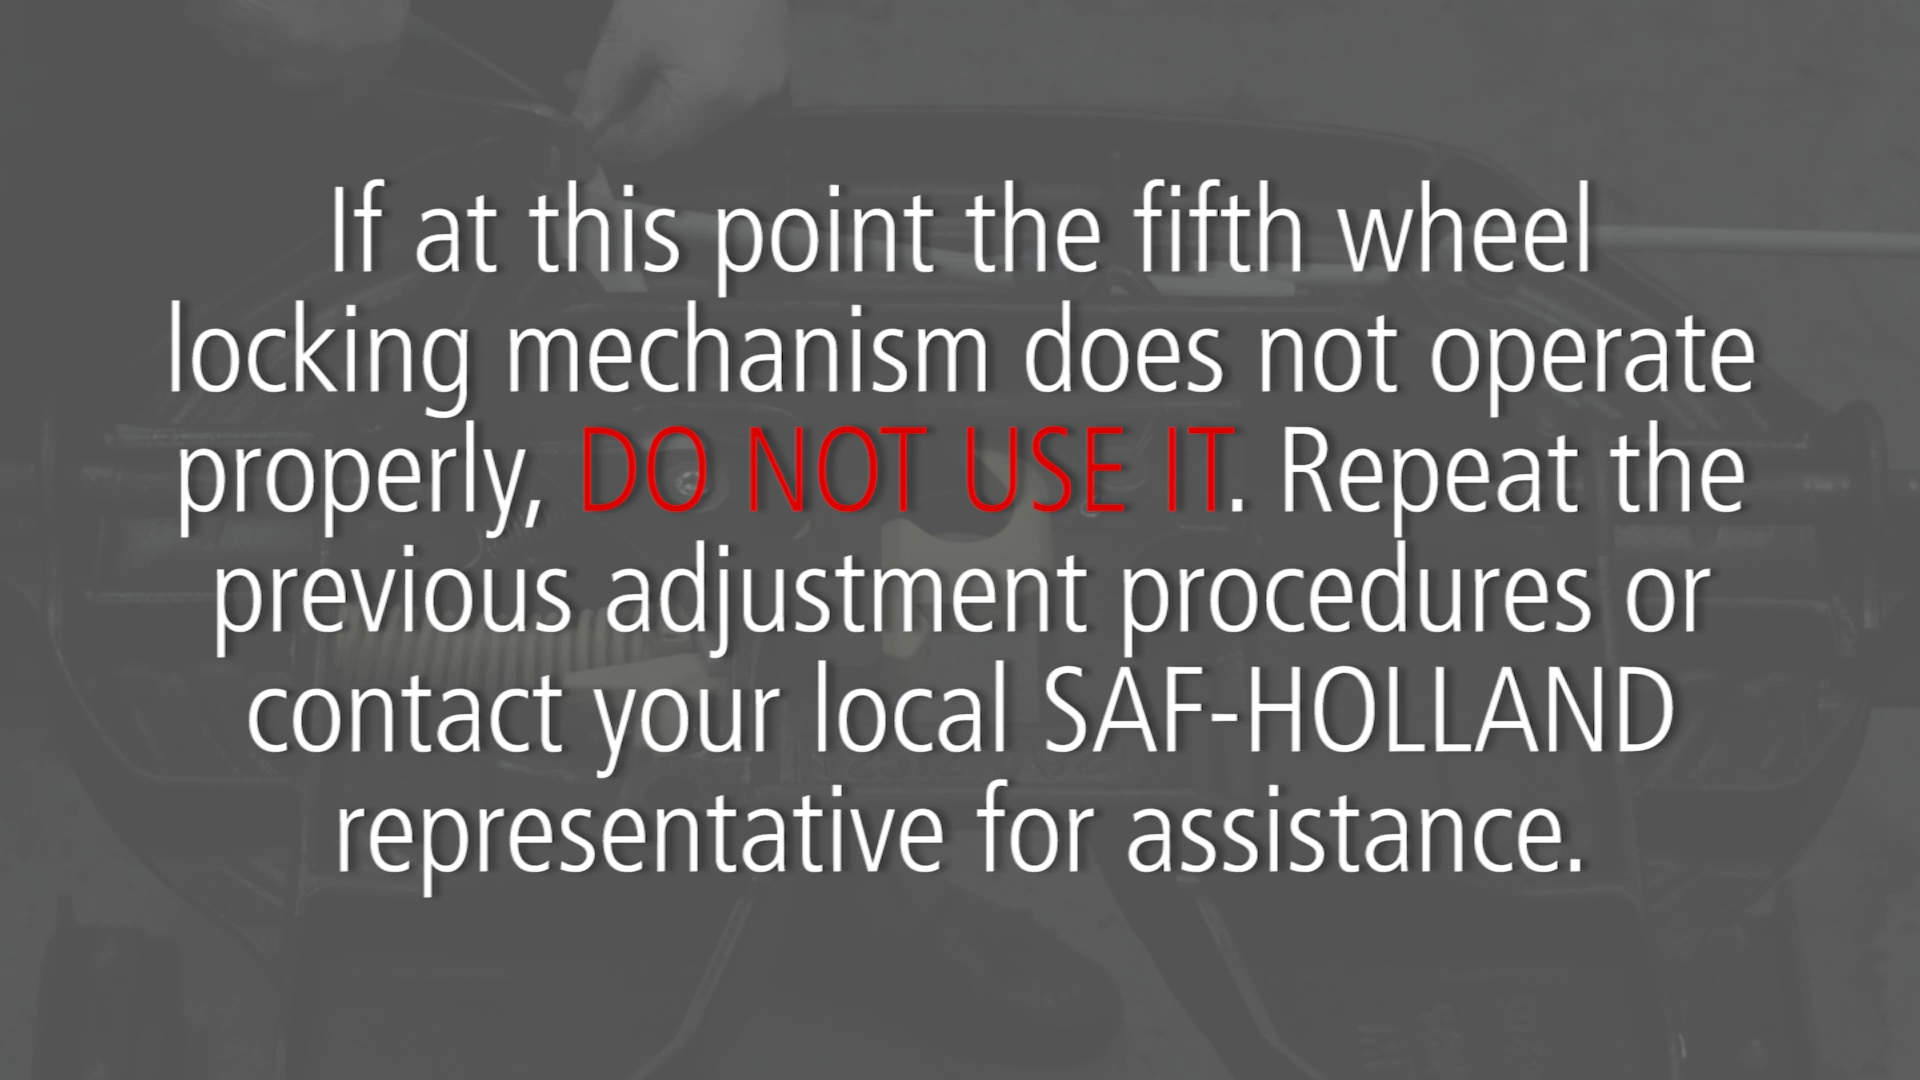 If at this point the fifth wheel
locking mechanism does not operate
properly, DO NOT USE IT. Repeat the
previous adjustment procedures or
contact your local SAF-HOLLAND
representative for assistance.